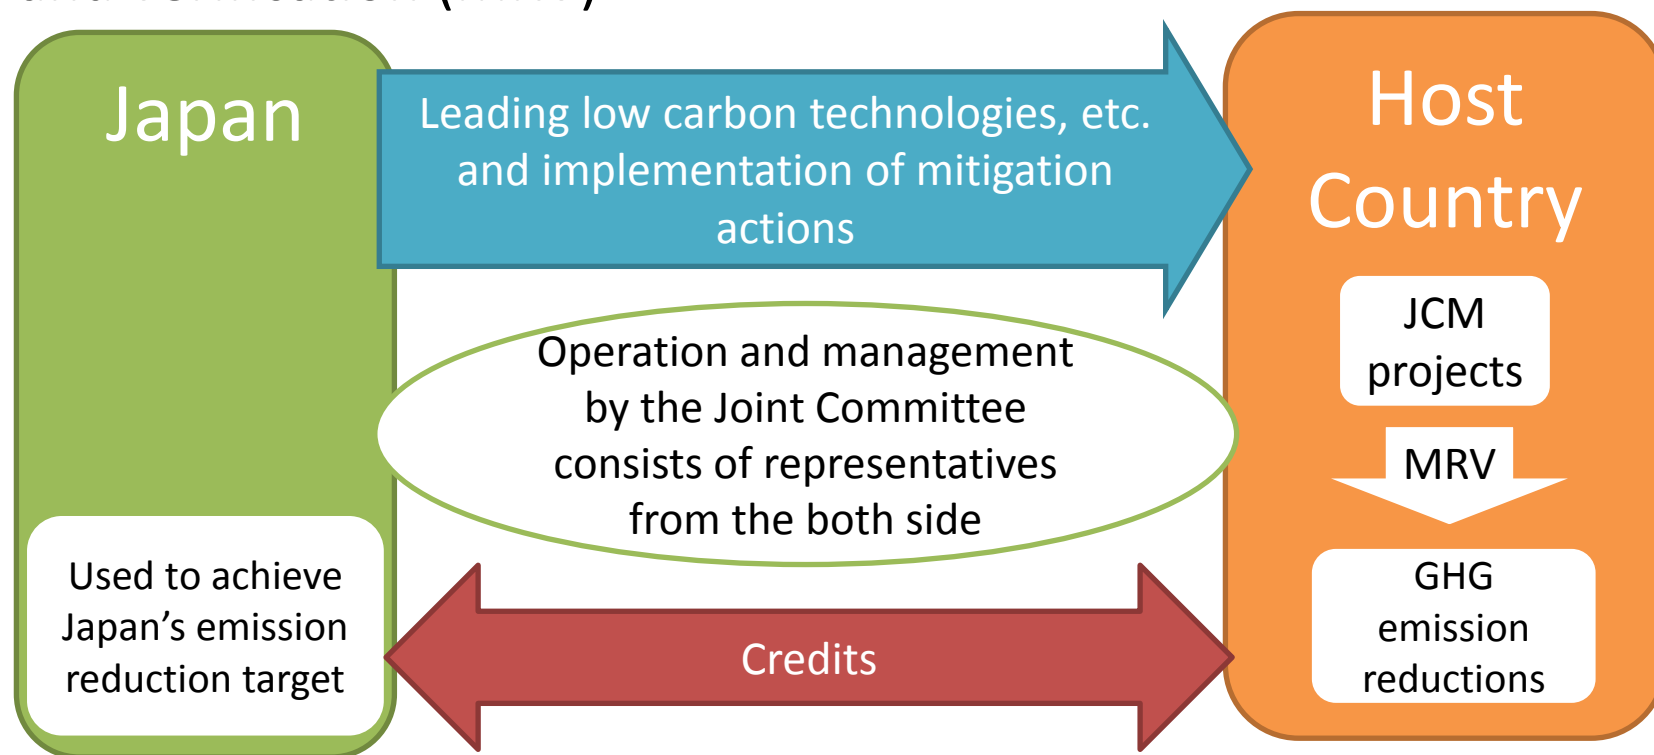 Japan
Leading low carbon technologies, etc.
and implementation of mitigation
actions
Host
Country
JCM
projects
MRV
GHG
emission
reductions
Operation and management
by the Joint Committee
consists of representatives
from the both side
Used to achieve
Japan’s emission
reduction target
Credits